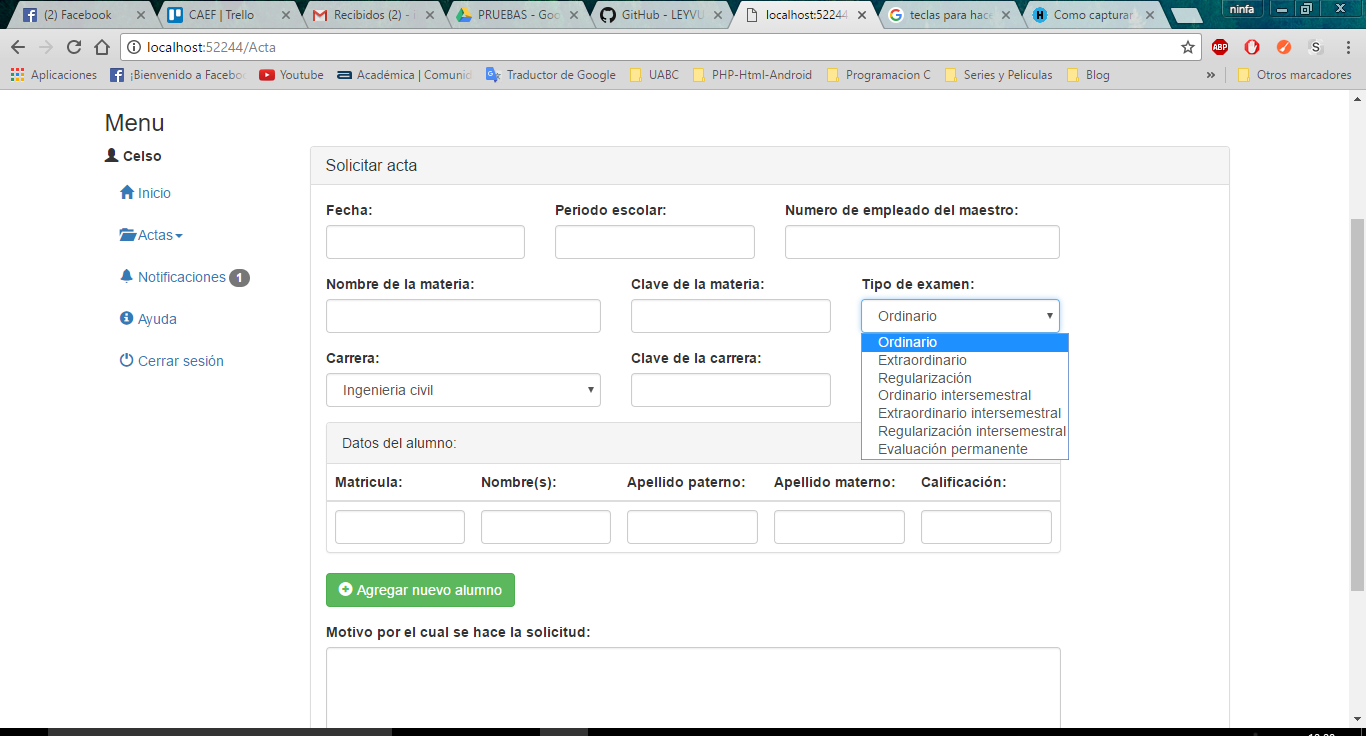 (2) Facebook
CAEF | Trello
Recibidos (2) -
PRUEBAS - Goo
GitHub - LEYVU
localhost:52244
teclas para hace
Como capturar
ninfa
localhost:52244/Acta
ABP
S
Aplicaciones
¡Bienvenido a Facebo
Youtube
Académica | Comunid
Traductor de Google
UABC
PHP-Html-Android
Programacion C
Series y Peliculas
Blog
»
Otros marcadores
Menu
Celso
Inicio
Actas
Notificaciones 1
Ayuda
Cerrar sesión
Solicitar acta
Fecha:
Periodo escolar:
Numero de empleado del maestro:
Nombre de la materia:
Clave de la materia:
Tipo de examen:
Ordinario
Ordinario
Extraordinario
Regularización
Ordinario intersemestral
Extraordinario intersemestral
Regularización intersemestral
Evaluación permanente
Carrera:
Clave de la carrera:
Ingenieria civil
Datos del alumno:
Matricula:
Nombre(s):
Apellido paterno:
Apellido materno:
Calificación:
Agregar nuevo alumno
Motivo por el cual se hace la solicitud: